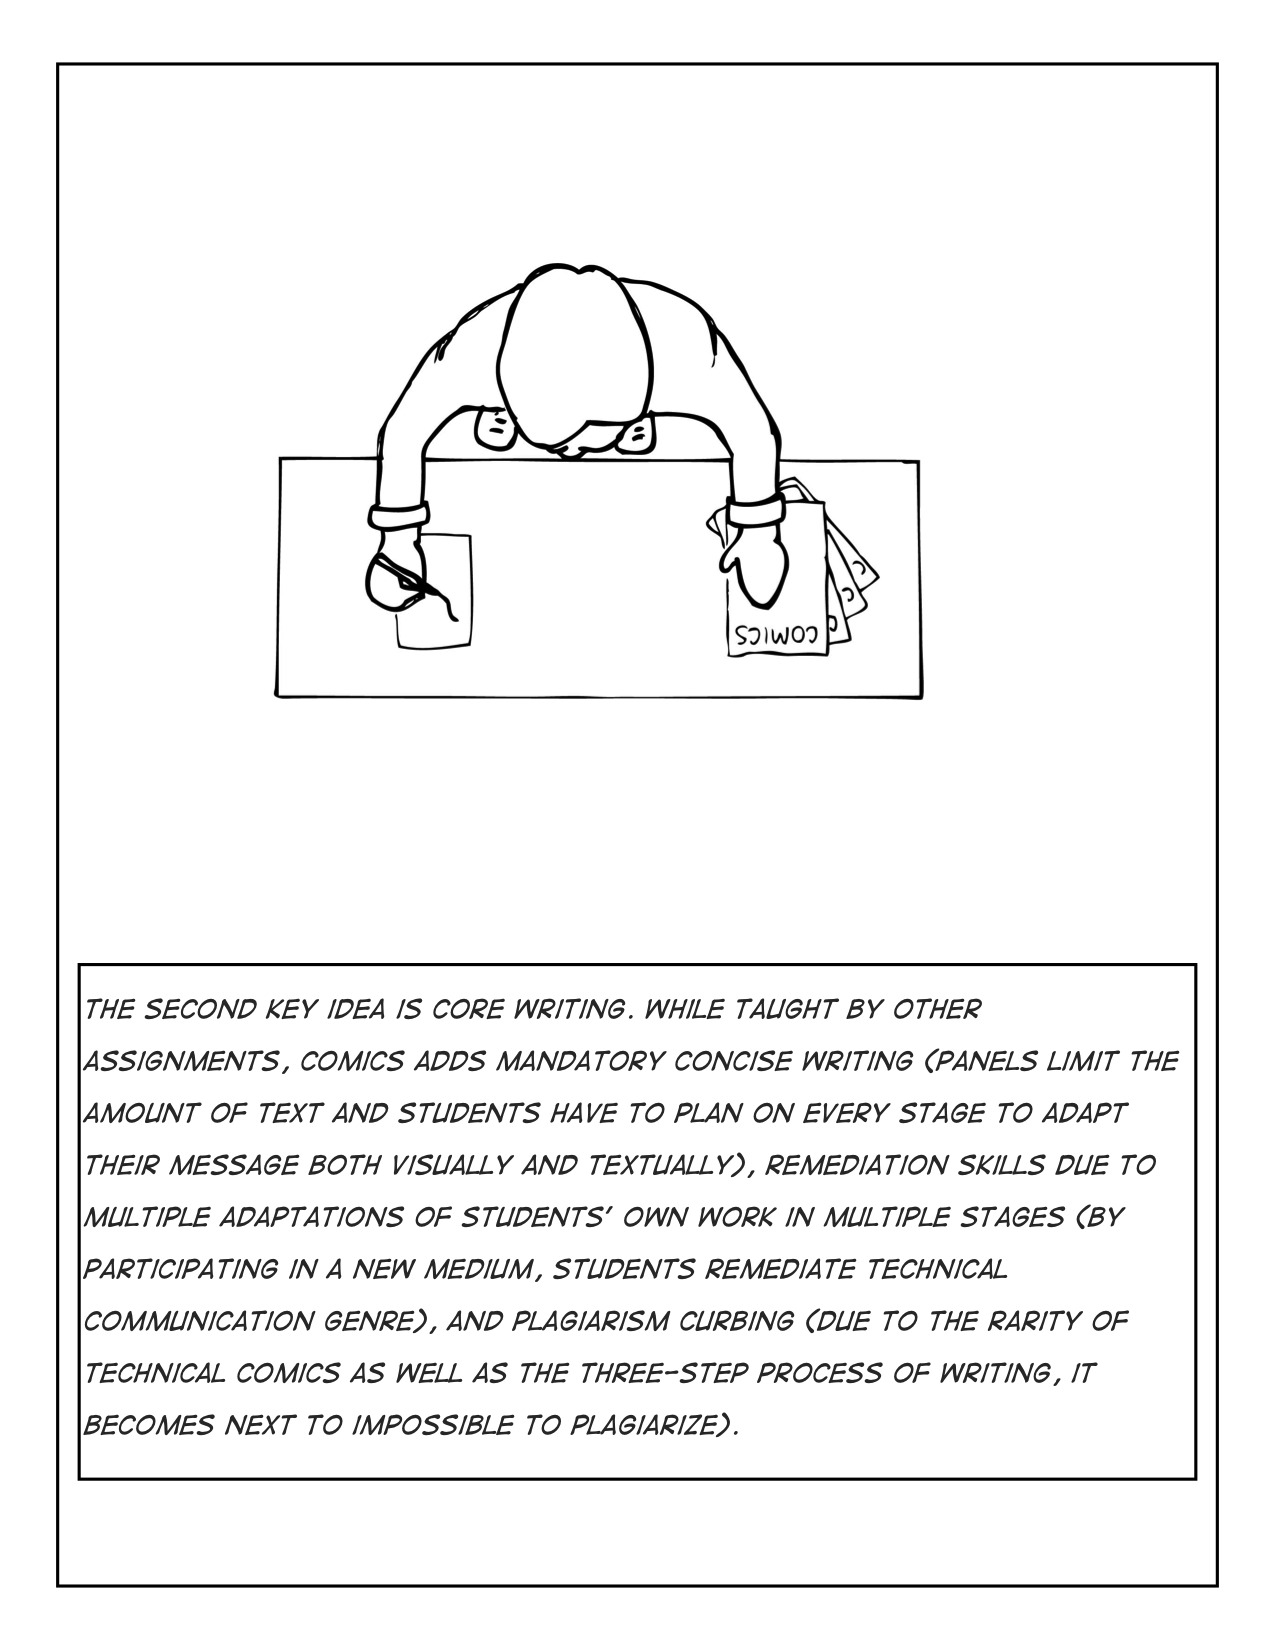 COMICS
C
C
C
THE SECOND KEY IDEA IS CORE WRITING. WHILE TAUGHT BY OTHER
ASSIGNMENTS, COMICS ADDS MANDATORY CONCISE WRITING (PANELS LIMIT THE
AMOUNT OF TEXT AND STUDENTS HAVE TO PLAN ON EVERY STAGE TO ADAPT
THEIR MESSAGE BOTH VISUALLY AND TEXTUALLY), REMEDIATION SKILLS DUE TO
MULTIPLE ADAPTATIONS OF STUDENTS' OWN WORK IN MULTIPLE STAGES (BY
PARTICIPATING IN A NEW MEDIUM, STUDENTS REMEDIATE TECHNICAL
COMMUNICATION GENRE), AND PLAGIARISM CURBING (DUE TO THE RARITY OF
TECHNICAL COMICS AS WELL AS THE THREE-STEP PROCESS OF WRITING, IT
BECOMES NEXT TO IMPOSSIBLE TO PLAGIARIZE).